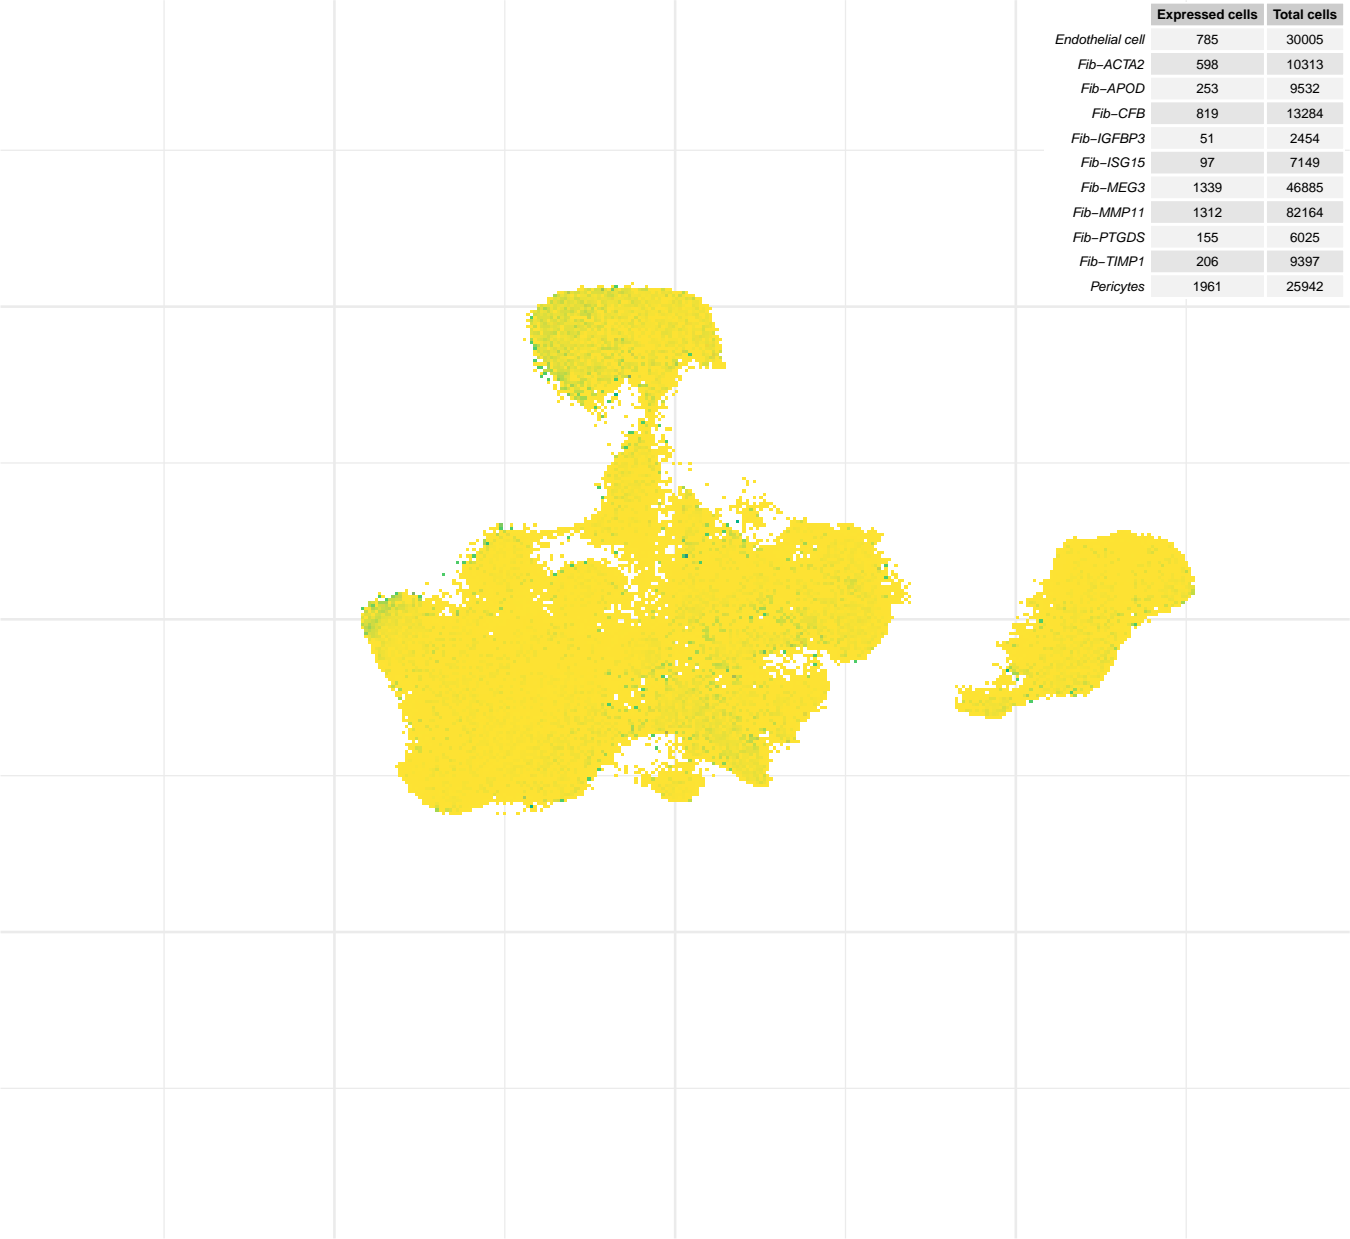 Expressed cells Total cells
Endothelial cell 785 30005
Fib−ACTA2 598 10313
Fib−APOD 253 9532
Fib−CFB 819 13284
Fib−IGFBP3 51 2454
Fib−ISG15 97 7149
Fib−MEG3 1339 46885
Fib−MMP11 1312 82164
Fib−PTGDS 155 6025
Fib−TIMP1 206 9397
Pericytes 1961 25942